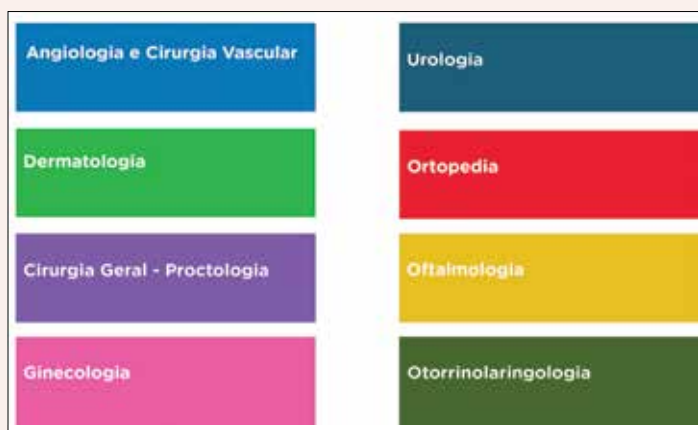 Angiologia e Cirurgia Vascular
Urologia
Dermatologia
Ortopedia
Cirurgia Geral - Proctologia
Oftalmologia
Ginecologia
Otorrinolaringologia